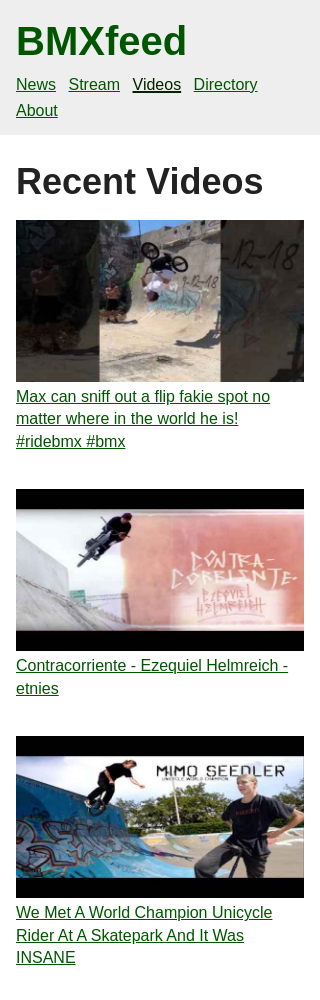 BMXfeed
News Stream Videos Directory
About
Recent Videos
9-12-18
Max can sniff out a flip fakie spot no
matter where in the world he is!
#ridebmx #bmx
CONTRA-
CORRIENTE-
EZEQUIEL
HELMREICH
Contracorriente - Ezequiel Helmreich -
etnies
MIMO SEEDLER
UNICYCLE WORLD CHAMPION
We Met A World Champion Unicycle
Rider At A Skatepark And It Was
INSANE